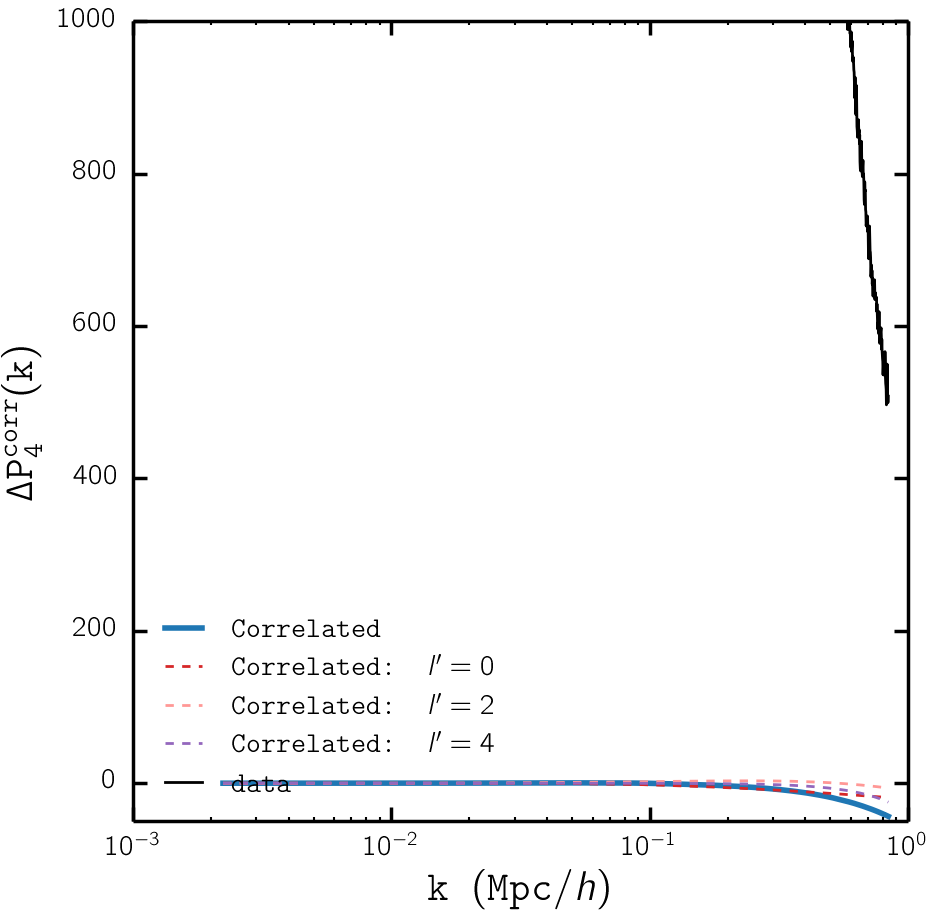 1000
800
600
400
200
0
ΔP₄ᶜᵒʳʳ(k)
Correlated
Correlated: l′ = 0
Correlated: l′ = 2
Correlated: l′ = 4
data
10⁻³ 10⁻² 10⁻¹ 10⁰
k (Mpc/h)